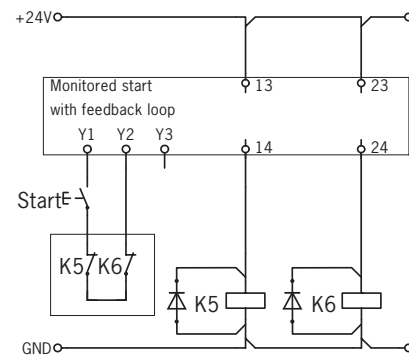 +24V
Monitored start 13 23
with feedback loop
Y1 Y2 Y3
14 24
Start
K5 K6
K5 K6
GND